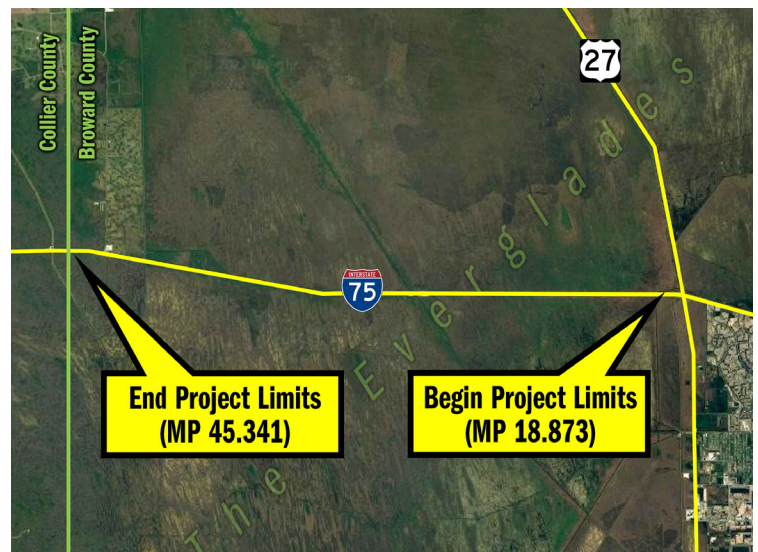 Collier County
Broward County
27
The Everglades
INTERSTATE
75
End Project Limits
(MP 45.341)
Begin Project Limits
(MP 18.873)